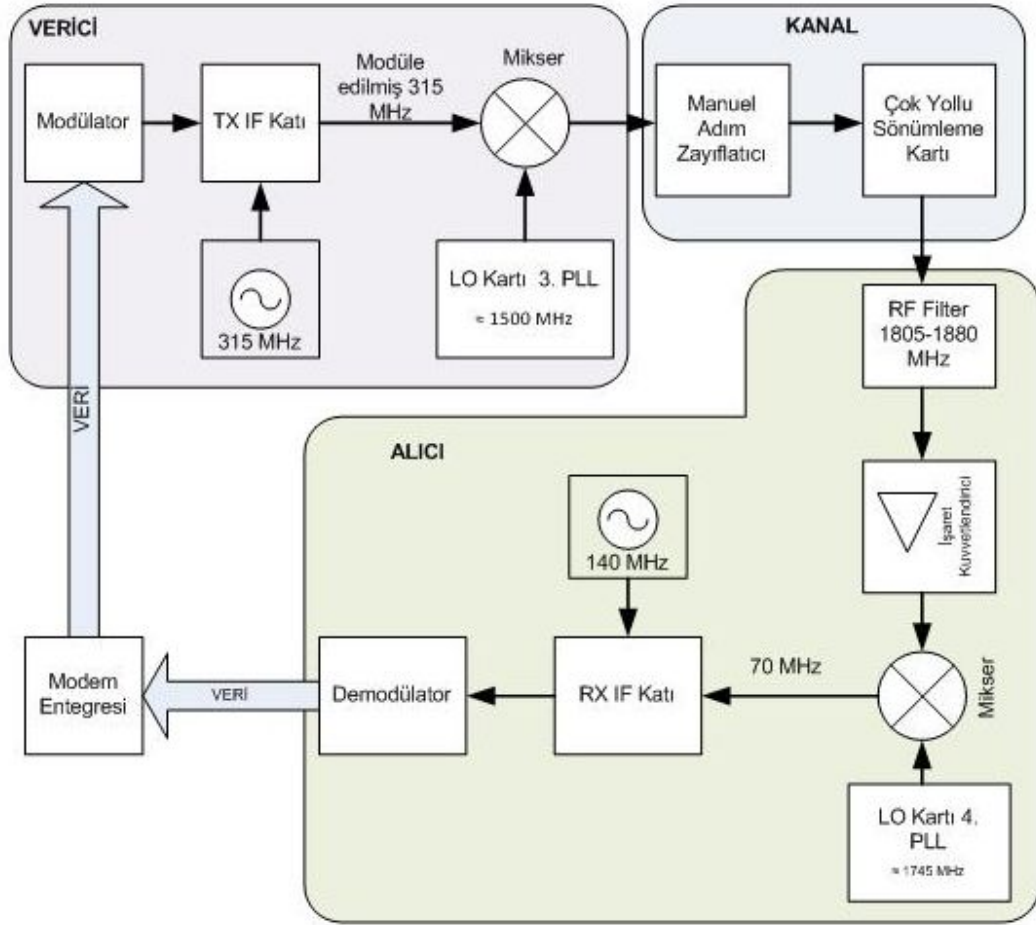 VERİCİ
Modülator
TX IF Katı
Modüle
edilmiş 315
MHz
Mikser
315 MHz
LO Kartı 3. PLL
≈ 1500 MHz
VERİ
KANAL
Manuel
Adım
Zayıflatıcı
Çok Yollu
Sönümleme
Kartı
ALICI
RF Filter
1805-1880
MHz
İşaret
Kuvvetlendirici
Mikser
LO Kartı 4.
PLL
≈ 1745 MHz
70 MHz
140 MHz
RX IF Katı
Demodülator
VERİ
Modem
Entegresi